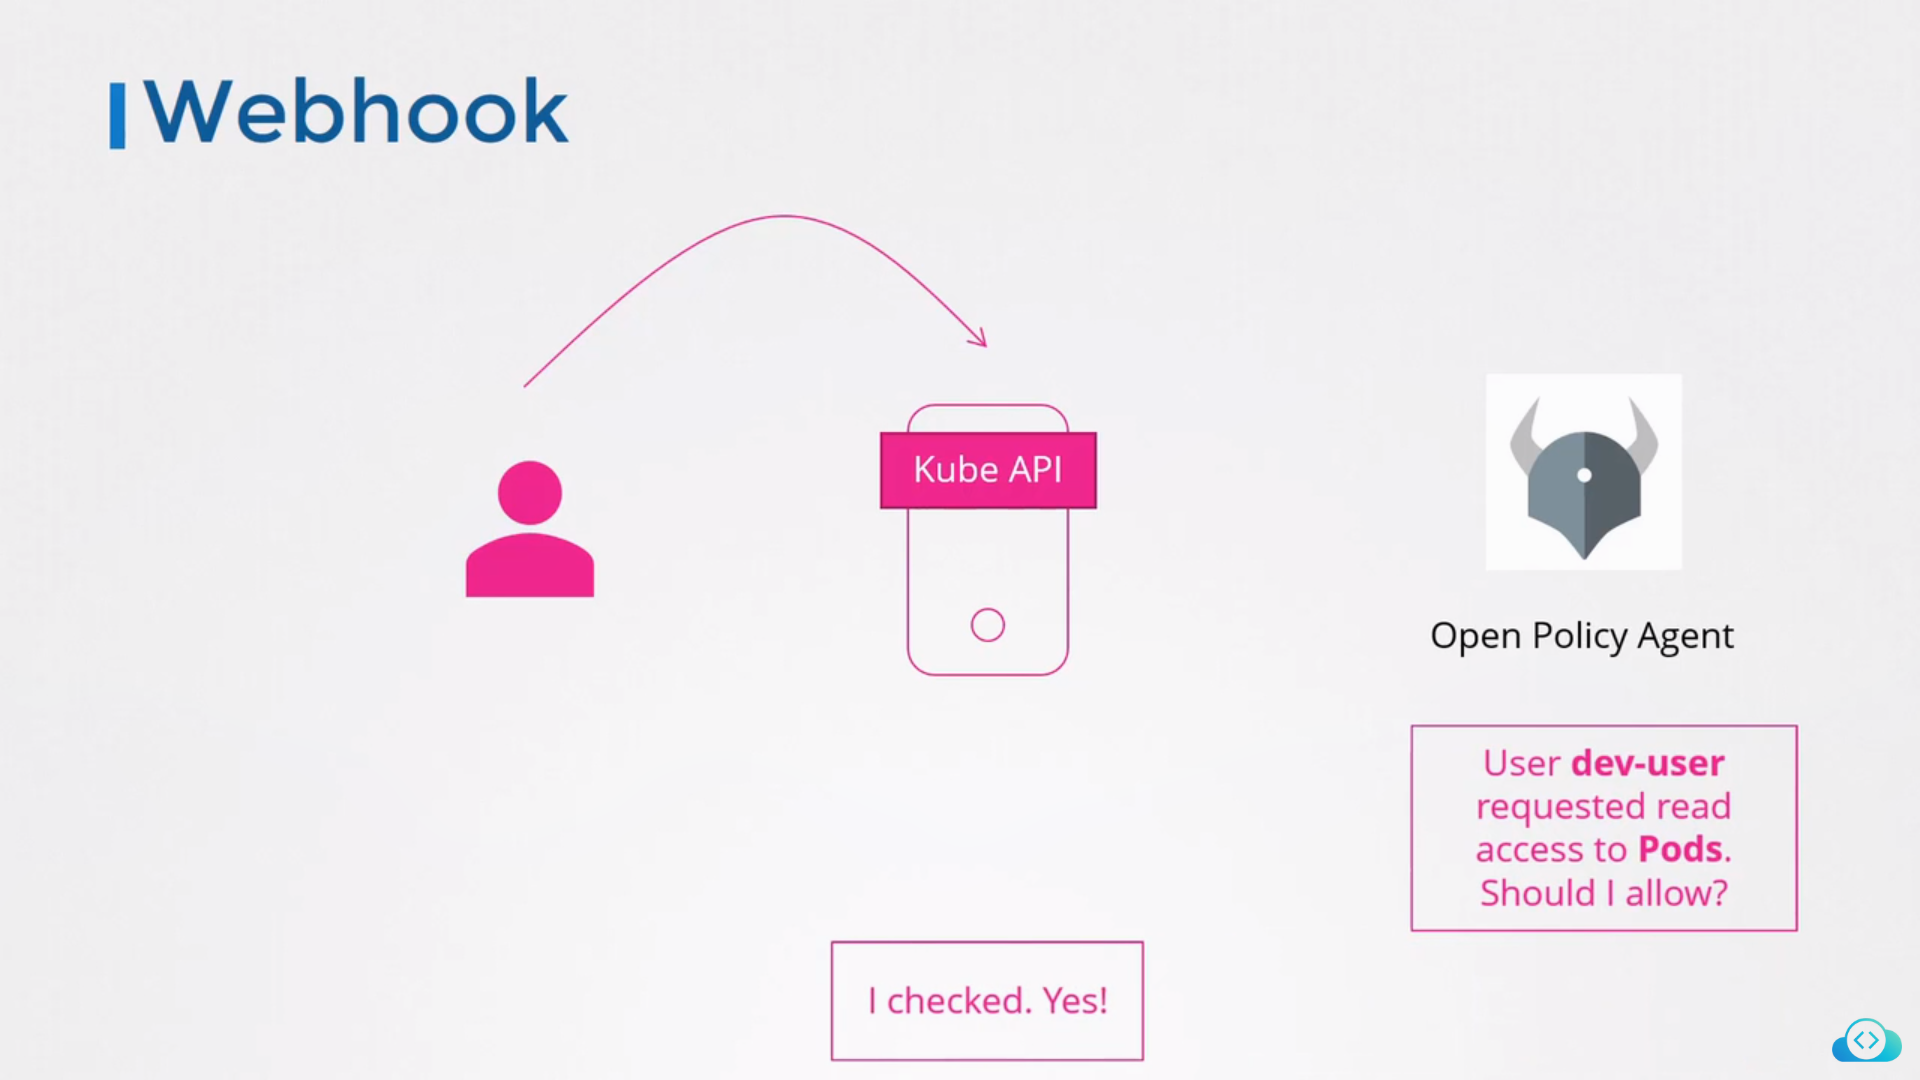 Webhook
Kube API
Open Policy Agent
User dev-user
requested read
access to Pods.
Should I allow?
I checked. Yes!